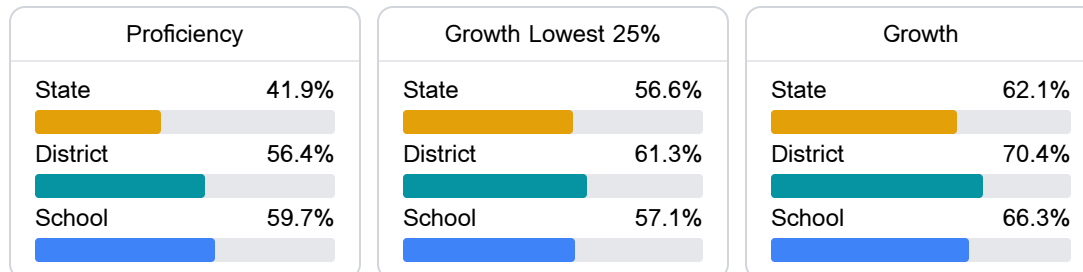 Proficiency
State 41.9%
District 56.4%
School 59.7%
Growth Lowest 25%
State 56.6%
District 61.3%
School 57.1%
Growth
State 62.1%
District 70.4%
School 66.3%